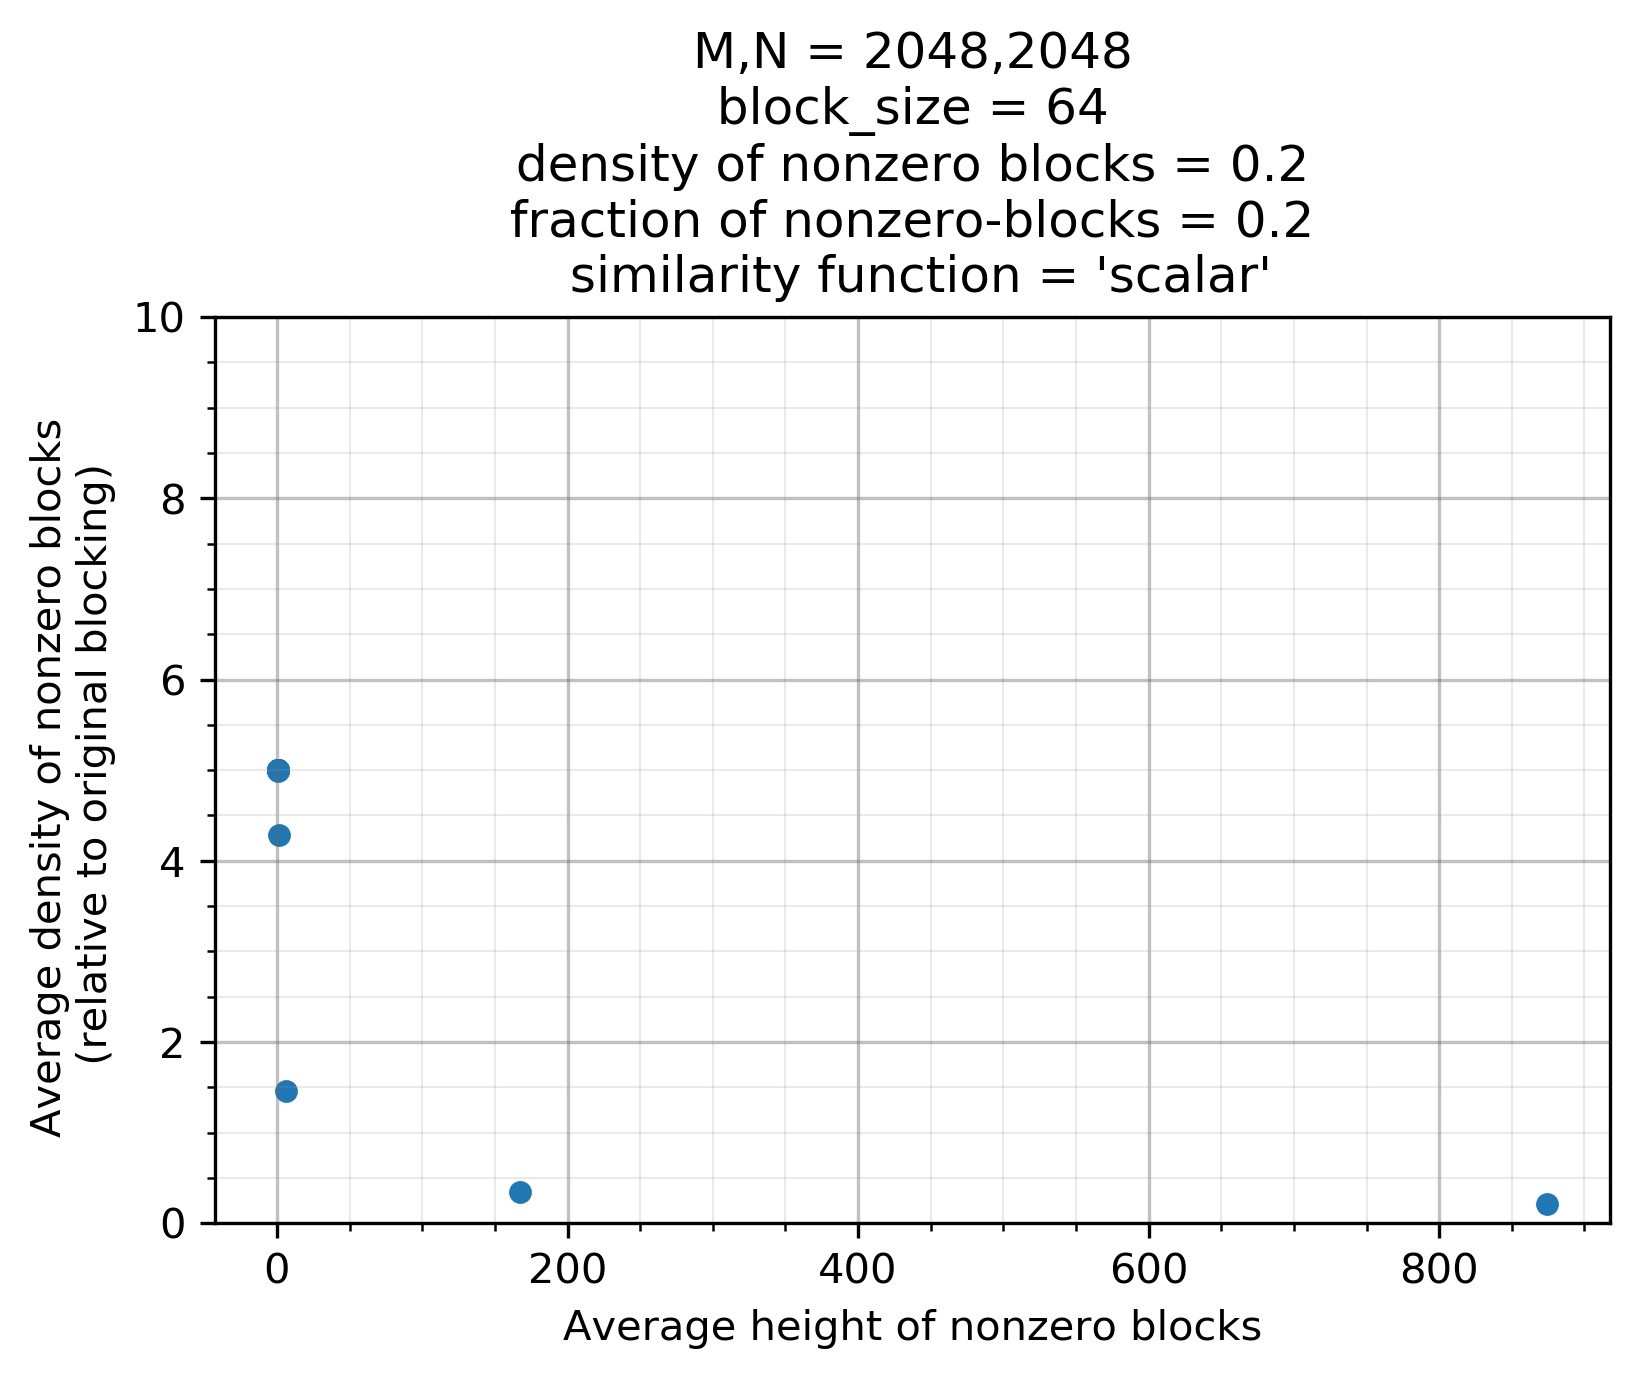 M,N = 2048,2048
block_size = 64
density of nonzero blocks = 0.2
fraction of nonzero-blocks = 0.2
similarity function = 'scalar'
10
8
6
4
2
0
Average density of nonzero blocks
(relative to original blocking)
0 200 400 600 800
Average height of nonzero blocks